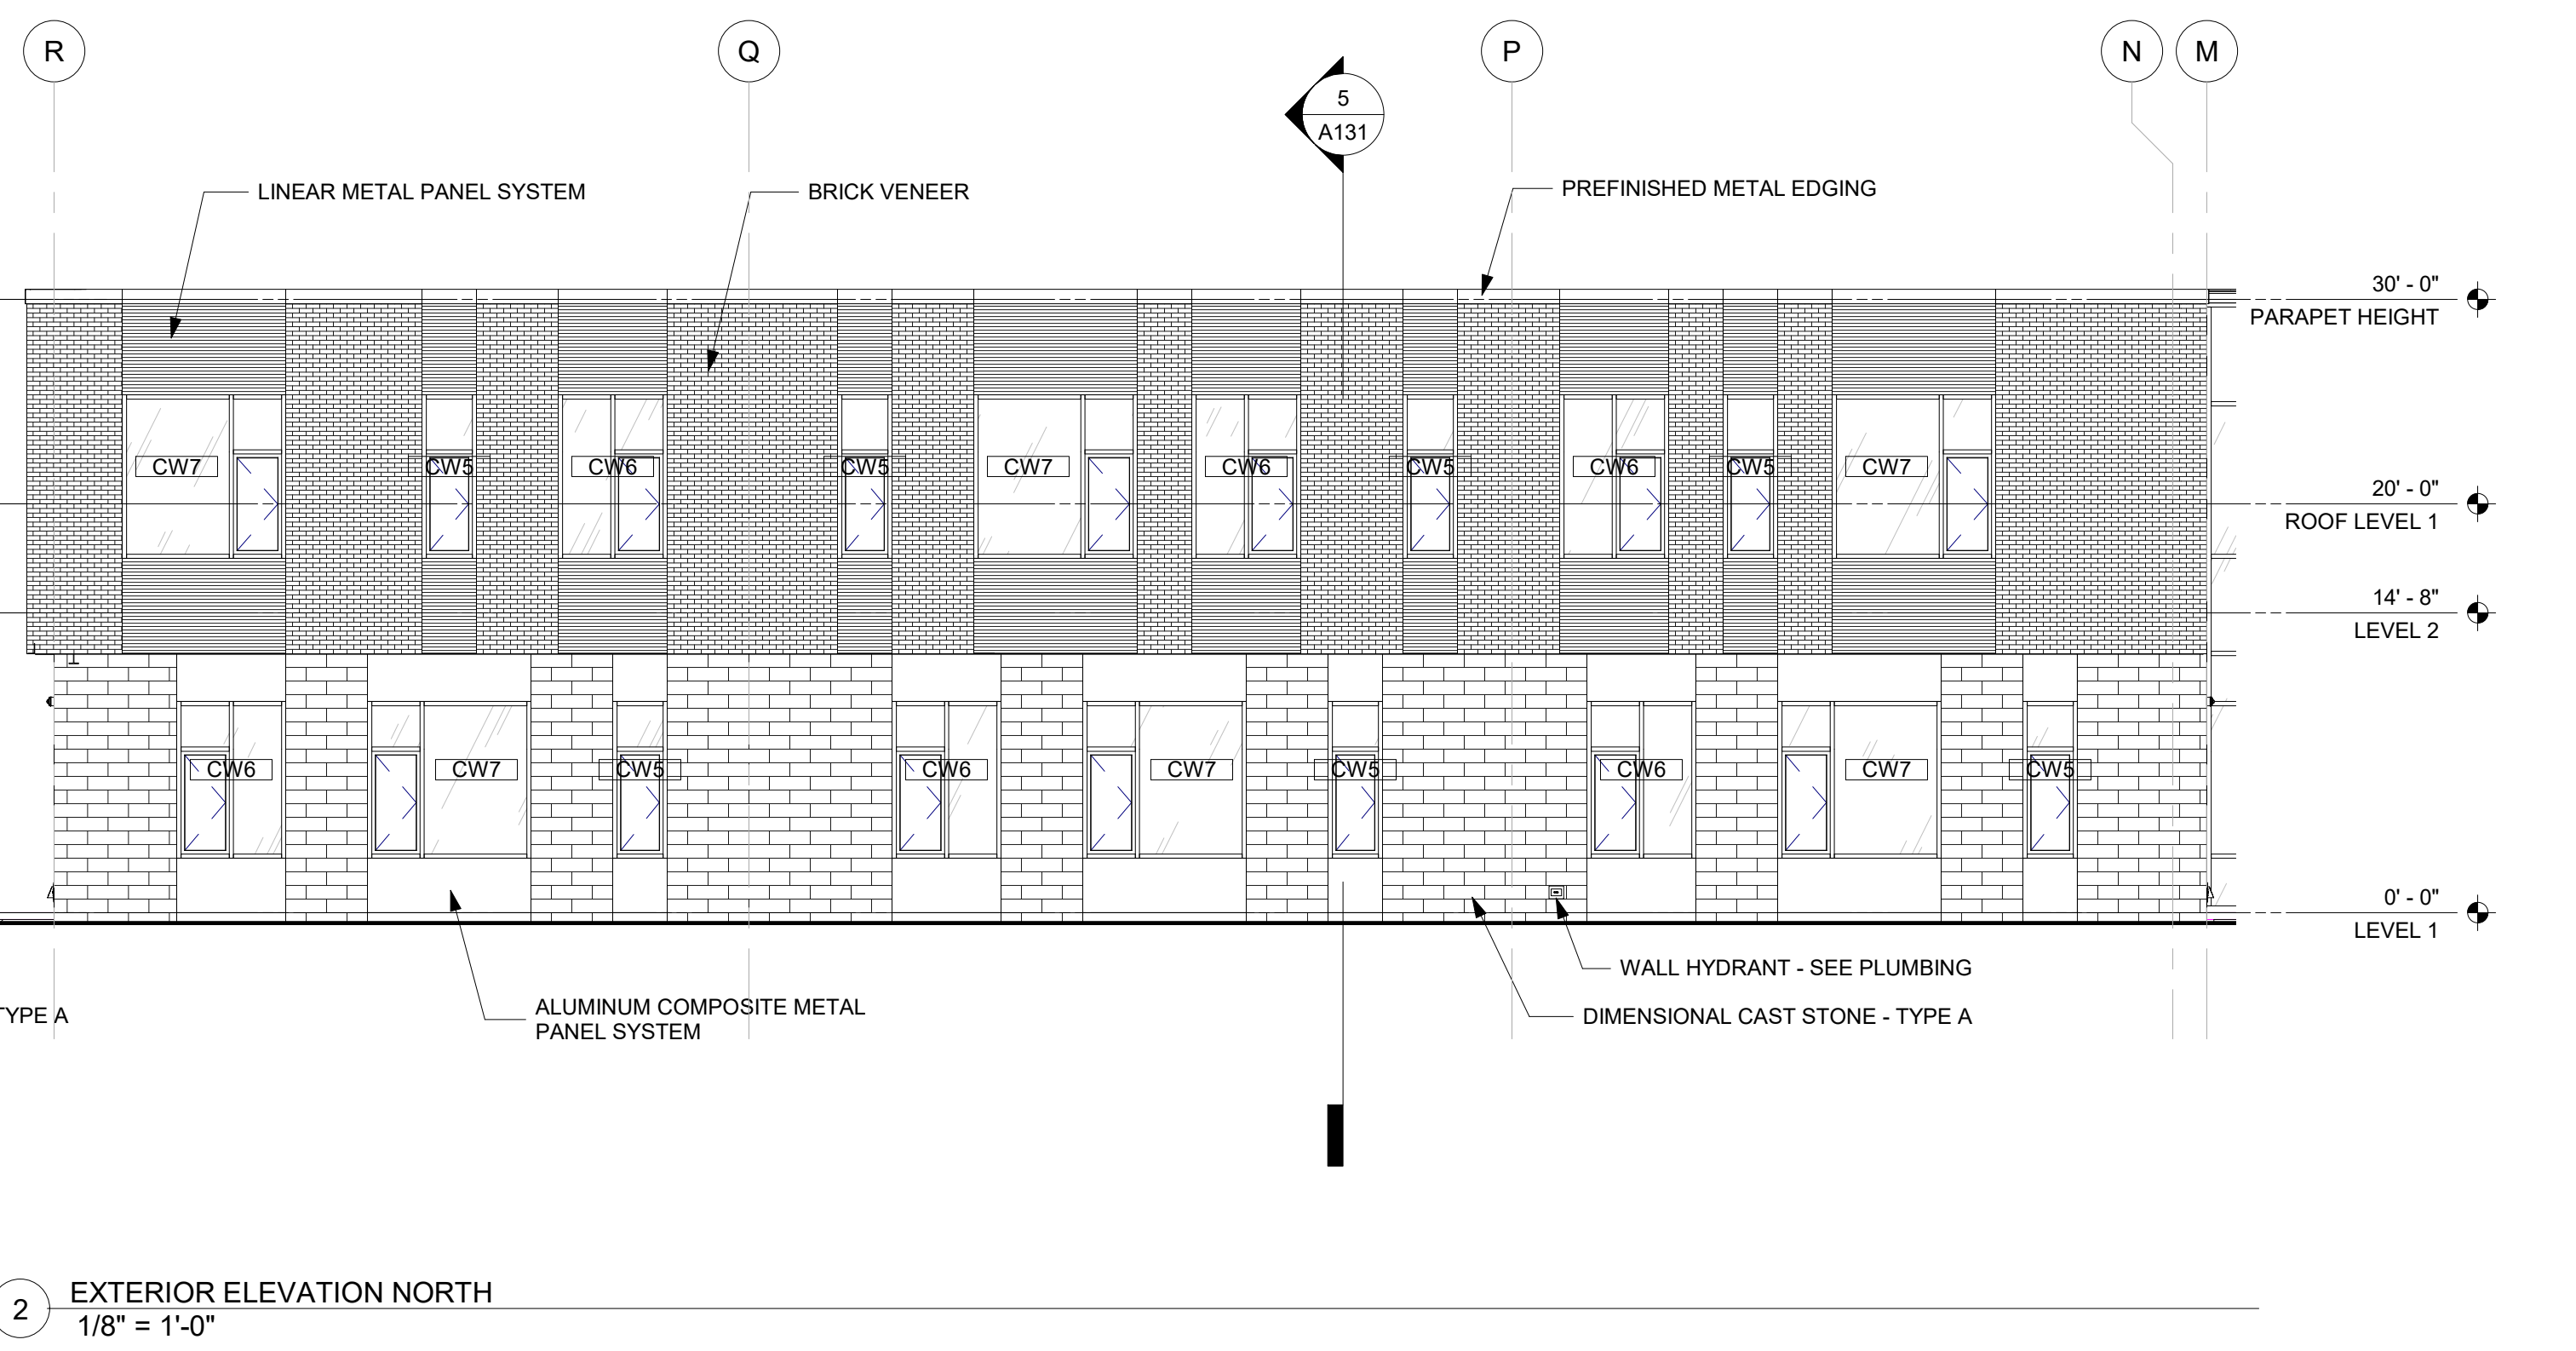 R
Q
P
N
M
5
A131
LINEAR METAL PANEL SYSTEM
BRICK VENEER
PREFINISHED METAL EDGING
30' - 0"
PARAPET HEIGHT
CW7
CW5
CW6
CW5
CW7
CW6
CW5
CW6
CW5
CW7
20' - 0"
ROOF LEVEL 1
14' - 8"
LEVEL 2
CW6
CW7
CW5
CW6
CW7
CW5
CW6
CW7
CW5
0' - 0"
LEVEL 1
WALL HYDRANT - SEE PLUMBING
TYPE A
ALUMINUM COMPOSITE METAL
PANEL SYSTEM
DIMENSIONAL CAST STONE - TYPE A
2
EXTERIOR ELEVATION NORTH
1/8" = 1'-0"